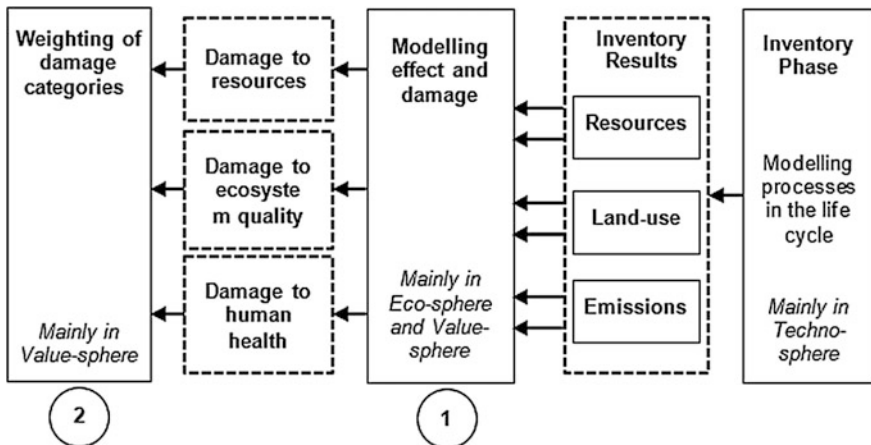 Weighting of
damage
categories
Mainly in
Value-sphere
2
Damage to
resources
Damage to
ecosyste
m quality
Damage to
human
health
Modelling
effect and
damage
Mainly in
Eco-sphere
and Value-
sphere
1
Inventory
Results
Resources
Land-use
Emissions
Inventory
Phase
Modelling
processes
in the life
cycle
Mainly in
Techno-
sphere